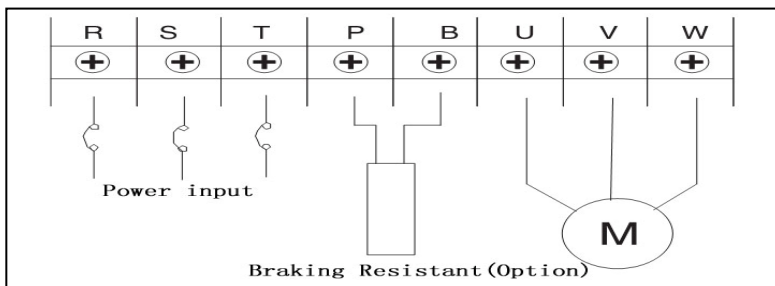 R S T P B U V W
Power input
M
Braking Resistant(Option)